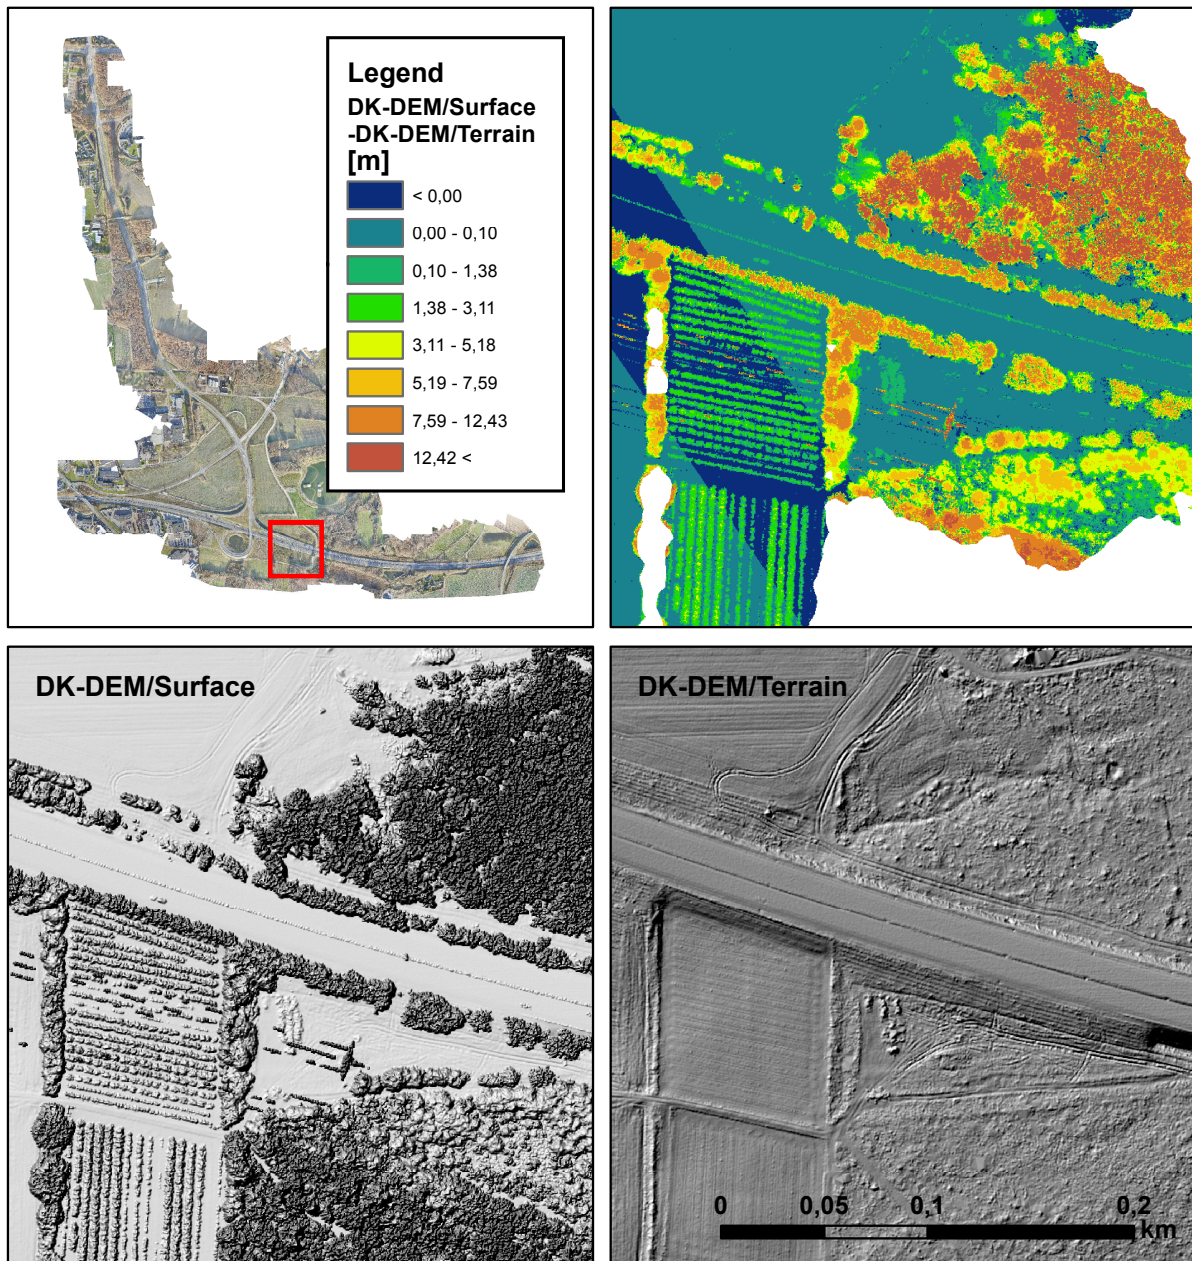 Legend
DK-DEM/Surface
-DK-DEM/Terrain
[m]
< 0,00
0,00 - 0,10
0,10 - 1,38
1,38 - 3,11
3,11 - 5,18
5,19 - 7,59
7,59 - 12,43
12,42 <
DK-DEM/Surface
DK-DEM/Terrain
0 0,05 0,1 0,2
km